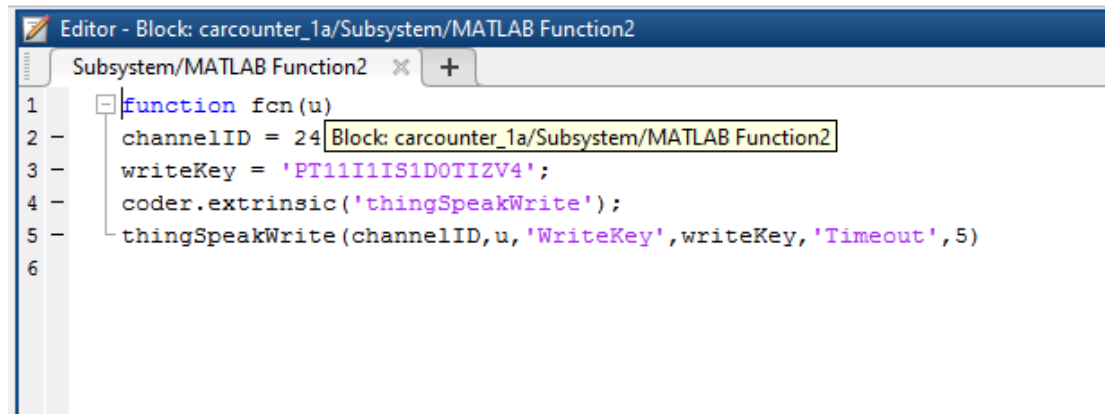 Editor - Block: carcounter_1a/Subsystem/MATLAB Function2
Subsystem/MATLAB Function2
1 function fcn(u)
2 channelID = 24 Block: carcounter_1a/Subsystem/MATLAB Function2
3 writeKey = 'PT11I1IS1D0TIZV4';
4 coder.extrinsic('thingSpeakWrite');
5 thingSpeakWrite(channelID,u,'WriteKey',writeKey,'Timeout',5)
6